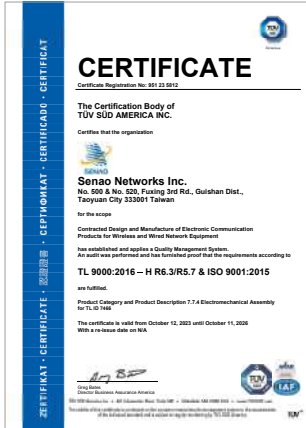 CERTIFICATE
Certificate Registration No: 951 23 5812
The Certification Body of
TÜV SÜD AMERICA INC.
Certifies that the organization
SENAO
Senao Networks Inc.
No. 500 & No. 520, Fuxing 3rd Rd., Guishan Dist.,
Taoyuan City 333001 Taiwan
for the scope
Contracted Design and Manufacture of Electronic Communication
Products for Wireless and Wired Network Equipment
has established and applies a Quality Management System.
An audit was performed and has furnished proof that the requirements according to
TL 9000:2016 – H R6.3/R5.7 & ISO 9001:2015
are fulfilled.
Product Category and Product Description 7.7.4 Electromechanical Assembly
for TL ID 7466
The certificate is valid from October 12, 2023 until October 11, 2026
With a re-issue date on N/A
Greg Bates
Director Business Assurance America
ZERTIFIKAT · CERTIFICATE · 認證證書 · СЕРТИФИКАТ · CERTIFICADO · CERTIFICAT
TÜV
IAF
TÜV